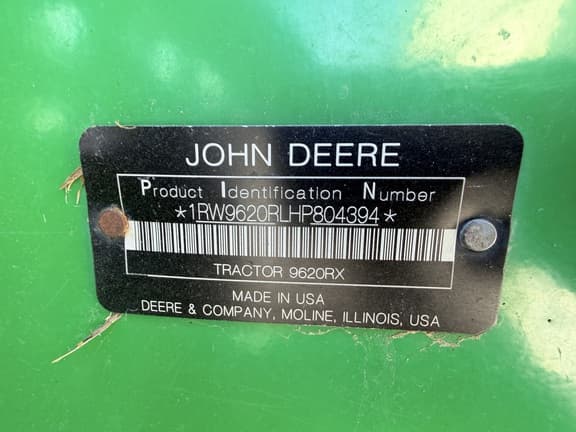 JOHN DEERE
Product Identification Number
*1RW9620RLHP804394*
TRACTOR 9620RX
MADE IN USA
DEERE & COMPANY, MOLINE, ILLINOIS, USA